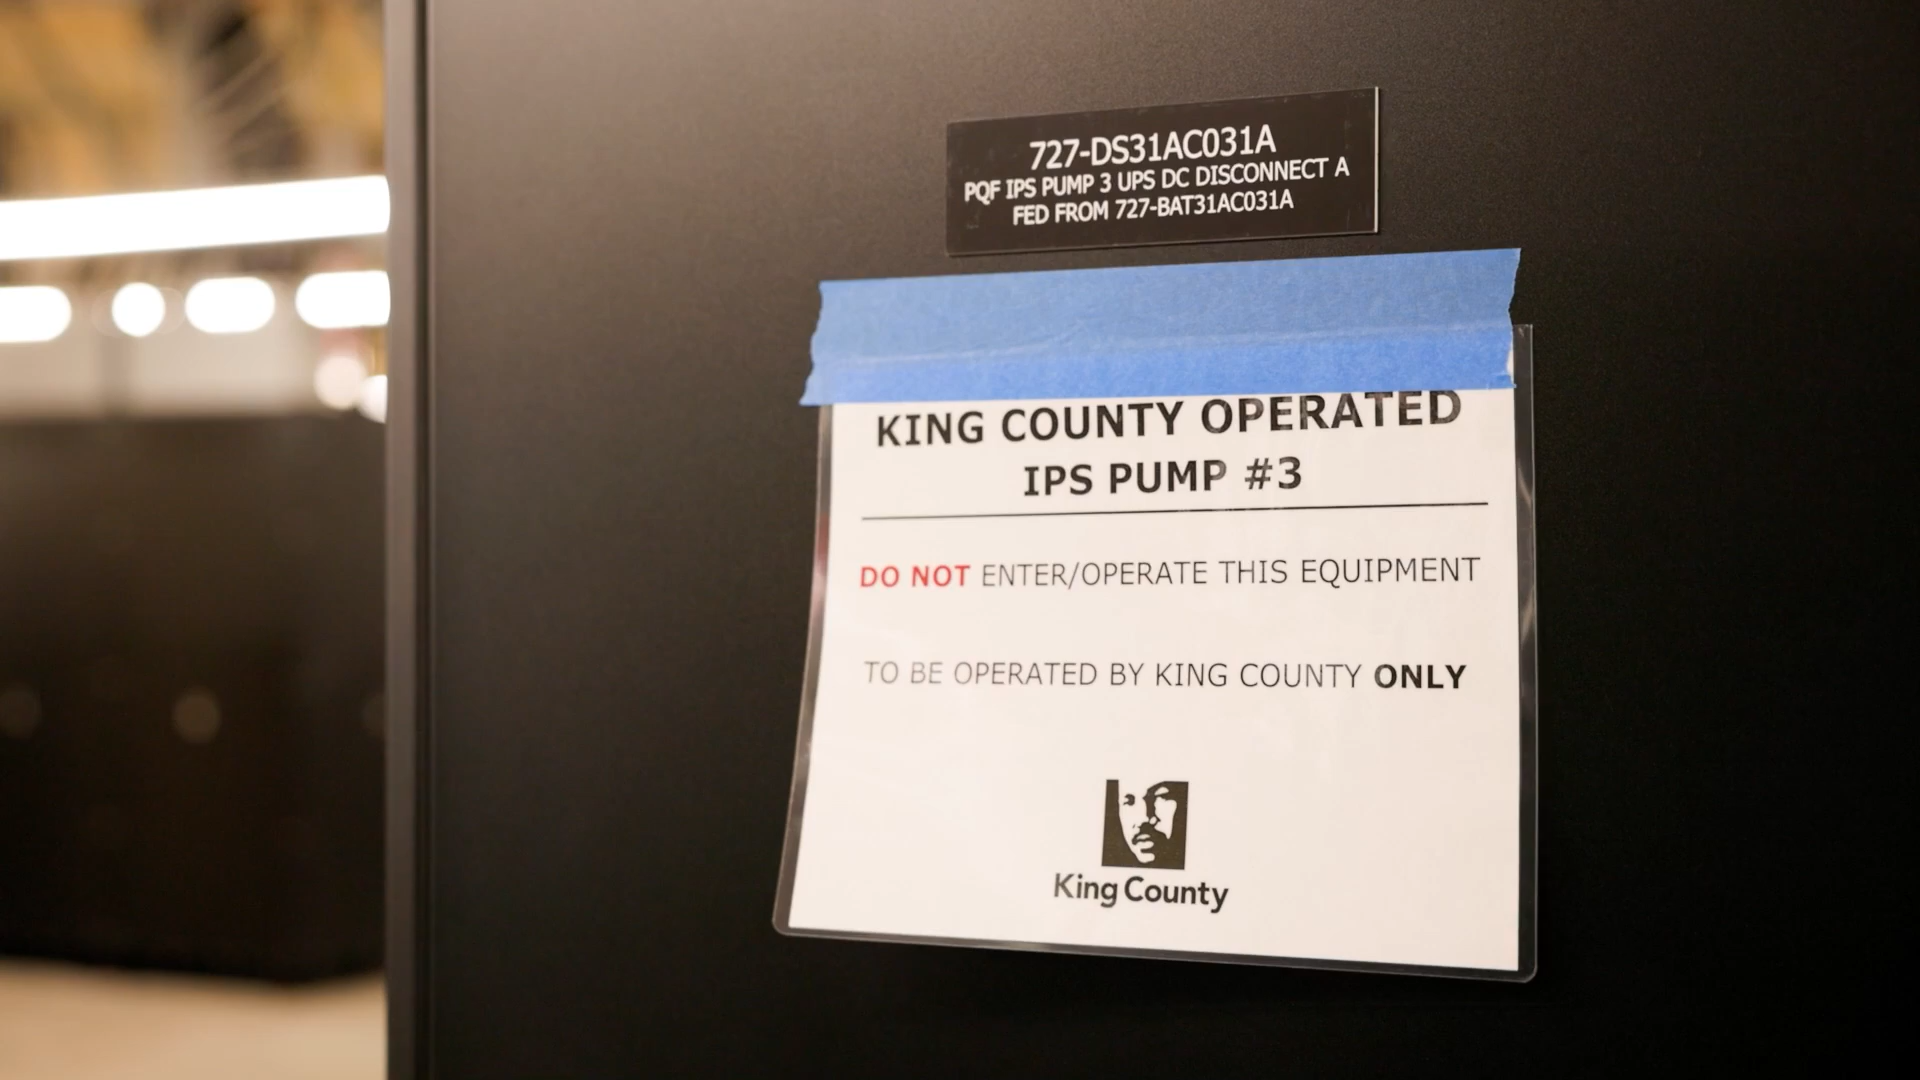 727-DS31AC031A
PQF IPS PUMP 3 UPS DC DISCONNECT A
FED FROM 727-BAT31AC031A
KING COUNTY OPERATED
IPS PUMP #3
DO NOT ENTER/OPERATE THIS EQUIPMENT
TO BE OPERATED BY KING COUNTY ONLY
King County